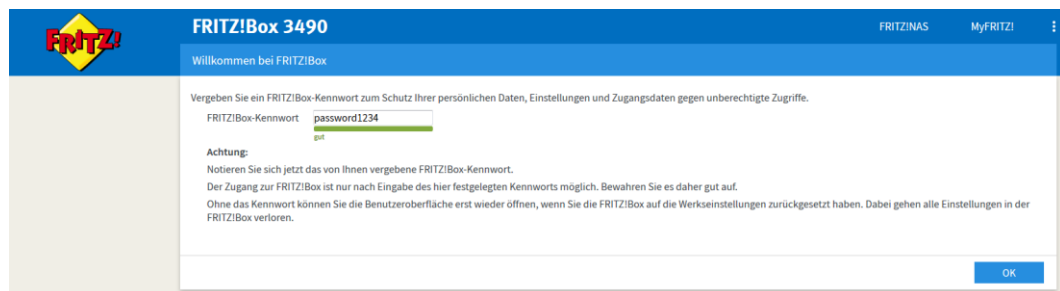 FRITZ!
FRITZ!Box 3490
FRITZ!NAS
MyFRITZ!
Willkommen bei FRITZ!Box
Vergeben Sie ein FRITZ!Box-Kennwort zum Schutz Ihrer persönlichen Daten, Einstellungen und Zugangsdaten gegen unberechtigte Zugriffe.
FRITZ!Box-Kennwort password1234
gut
Achtung:
Notieren Sie sich jetzt das von Ihnen vergebene FRITZ!Box-Kennwort.
Der Zugang zur FRITZ!Box ist nur nach Eingabe des hier festgelegten Kennworts möglich. Bewahren Sie es daher gut auf.
Ohne das Kennwort können Sie die Benutzeroberfläche erst wieder öffnen, wenn Sie die FRITZ!Box auf die Werkseinstellungen zurückgesetzt haben. Dabei gehen alle Einstellungen in der
FRITZ!Box verloren.
OK